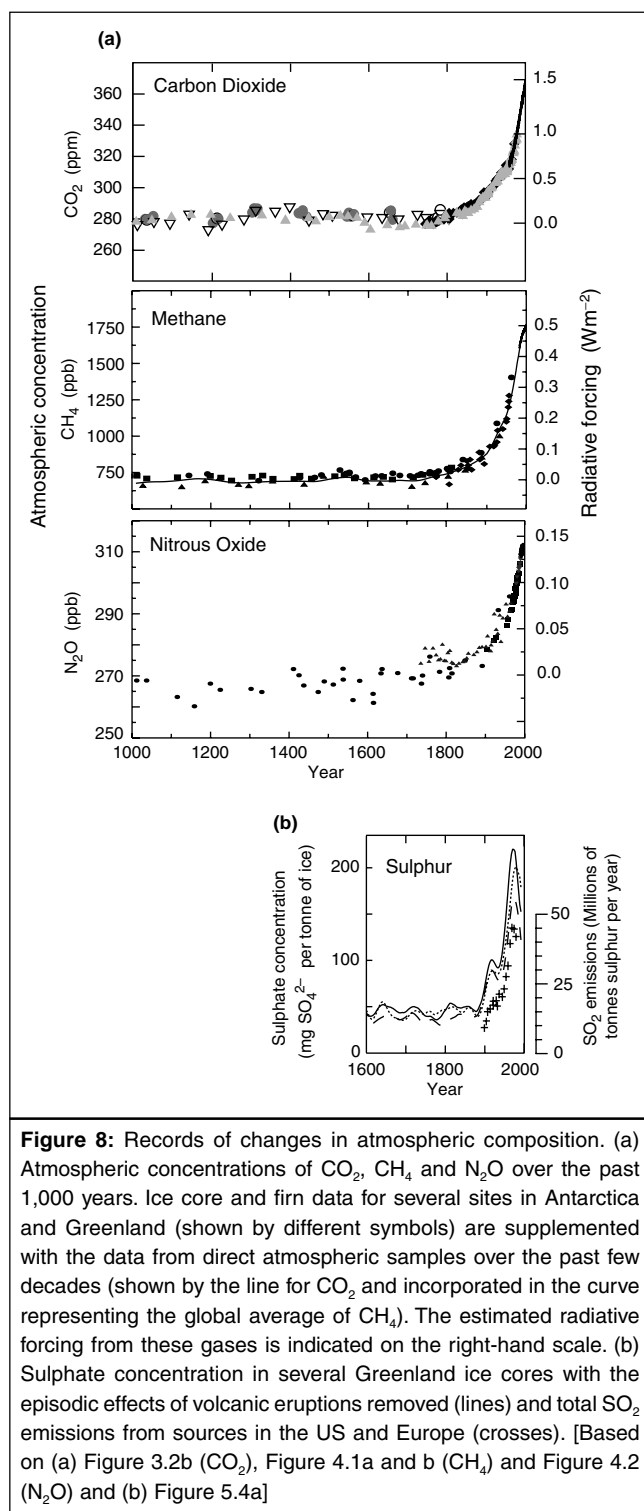 (a)
Carbon Dioxide
360
340
320
300
280
260
CO₂ (ppm)
1.5
1.0
0.5
0.0
Methane
1750
1500
1250
1000
750
CH₄ (ppb)
0.5
0.4
0.3
0.2
0.1
0.0
Atmospheric concentration
Radiative forcing (Wm⁻²)
Nitrous Oxide
310
290
270
250
N₂O (ppb)
0.15
0.10
0.05
0.0
1000 1200 1400 1600 1800 2000
Year
(b)
Sulphur
200
100
50
0
Sulphate concentration
(mg SO₄²⁻ per tonne of ice)
50
25
0
SO₂ emissions (Millions of
tonnes sulphur per year)
1600 1800 2000
Year
Figure 8: Records of changes in atmospheric composition. (a)
Atmospheric concentrations of CO₂, CH₄ and N₂O over the past
1,000 years. Ice core and firn data for several sites in Antarctica
and Greenland (shown by different symbols) are supplemented
with the data from direct atmospheric samples over the past few
decades (shown by the line for CO₂ and incorporated in the curve
representing the global average of CH₄). The estimated radiative
forcing from these gases is indicated on the right-hand scale. (b)
Sulphate concentration in several Greenland ice cores with the
episodic effects of volcanic eruptions removed (lines) and total SO₂
emissions from sources in the US and Europe (crosses). [Based
on (a) Figure 3.2b (CO₂), Figure 4.1a and b (CH₄) and Figure 4.2
(N₂O) and (b) Figure 5.4a]